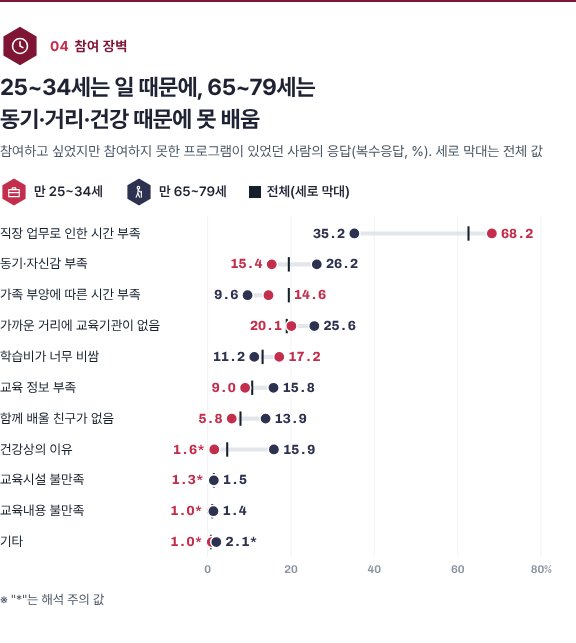 04 참여 장벽
25~34세는 일 때문에, 65~79세는
동기·거리·건강 때문에 못 배움
참여하고 싶었지만 참여하지 못한 프로그램이 있었던 사람의 응답(복수응답, %). 세로 막대는 전체 값
만 25~34세 만 65~79세 전체(세로 막대)
직장 업무로 인한 시간 부족 35.2 68.2
동기·자신감 부족 15.4 26.2
가족 부양에 따른 시간 부족 9.6 14.6
가까운 거리에 교육기관이 없음 20.1 25.6
학습비가 너무 비쌈 11.2 17.2
교육 정보 부족 9.0 15.8
함께 배울 친구가 없음 5.8 13.9
건강상의 이유 1.6* 15.9
교육시설 불만족 1.3* 1.5
교육내용 불만족 1.0* 1.4
기타 1.0* 2.1*
0 20 40 60 80%
※ "*"는 해석 주의 값